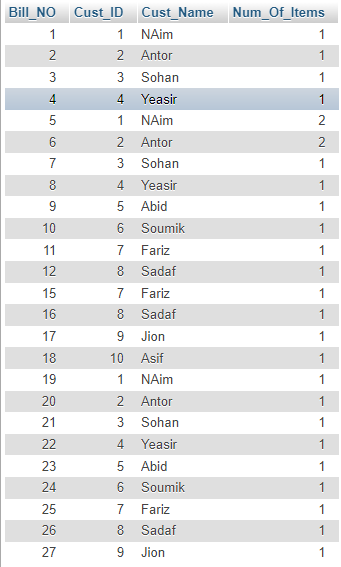 Bill_NO Cust_ID Cust_Name Num_Of_Items
1 1 NAim 1
2 2 Antor 1
3 3 Sohan 1
4 4 Yeasir 1
5 1 NAim 2
6 2 Antor 2
7 3 Sohan 1
8 4 Yeasir 1
9 5 Abid 1
10 6 Soumik 1
11 7 Fariz 1
12 8 Sadaf 1
15 7 Fariz 1
16 8 Sadaf 1
17 9 Jion 1
18 10 Asif 1
19 1 NAim 1
20 2 Antor 1
21 3 Sohan 1
22 4 Yeasir 1
23 5 Abid 1
24 6 Soumik 1
25 7 Fariz 1
26 8 Sadaf 1
27 9 Jion 1